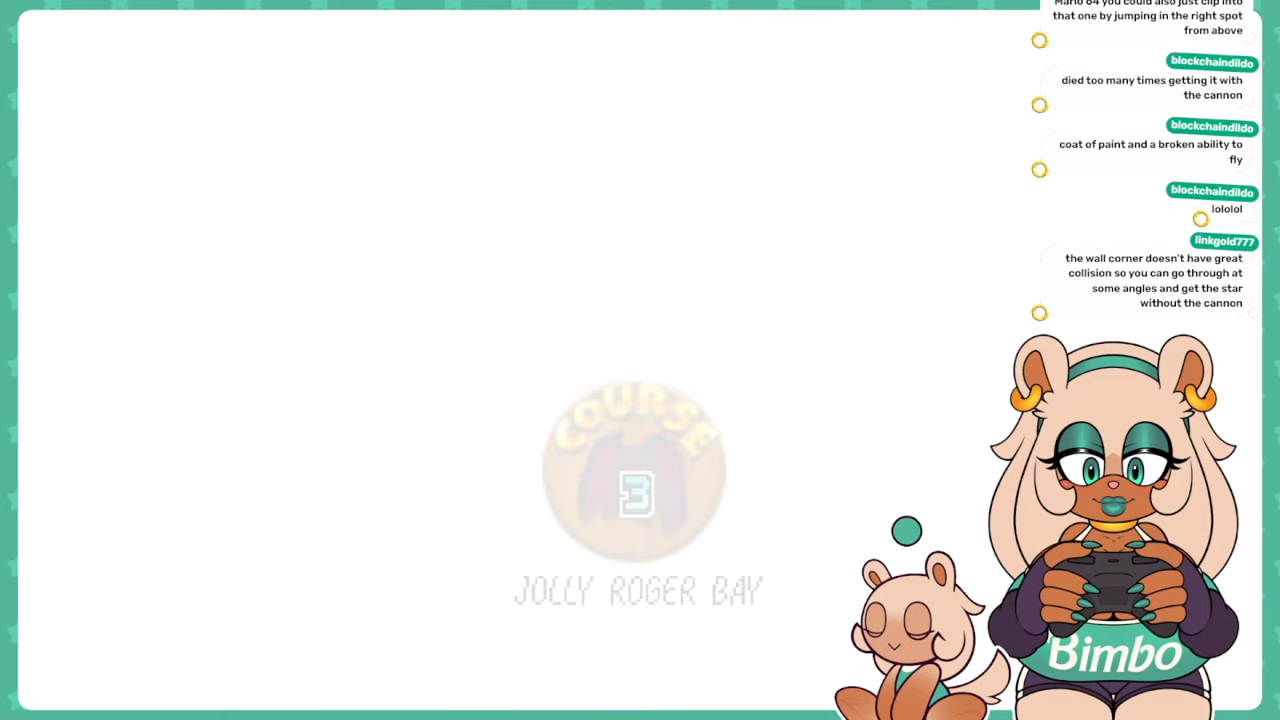 Mario 64 you could also just clip into
that one by jumping in the right spot
from above
blockchaindildo
died too many times getting it with
the cannon
blockchaindildo
coat of paint and a broken ability to
fly
blockchaindildo
lololol
linkgold777
the wall corner doesn't have great
collision so you can go through at
some angles and get the star
without the cannon
COURSE
3
JOLLY ROGER BAY
Bimbo